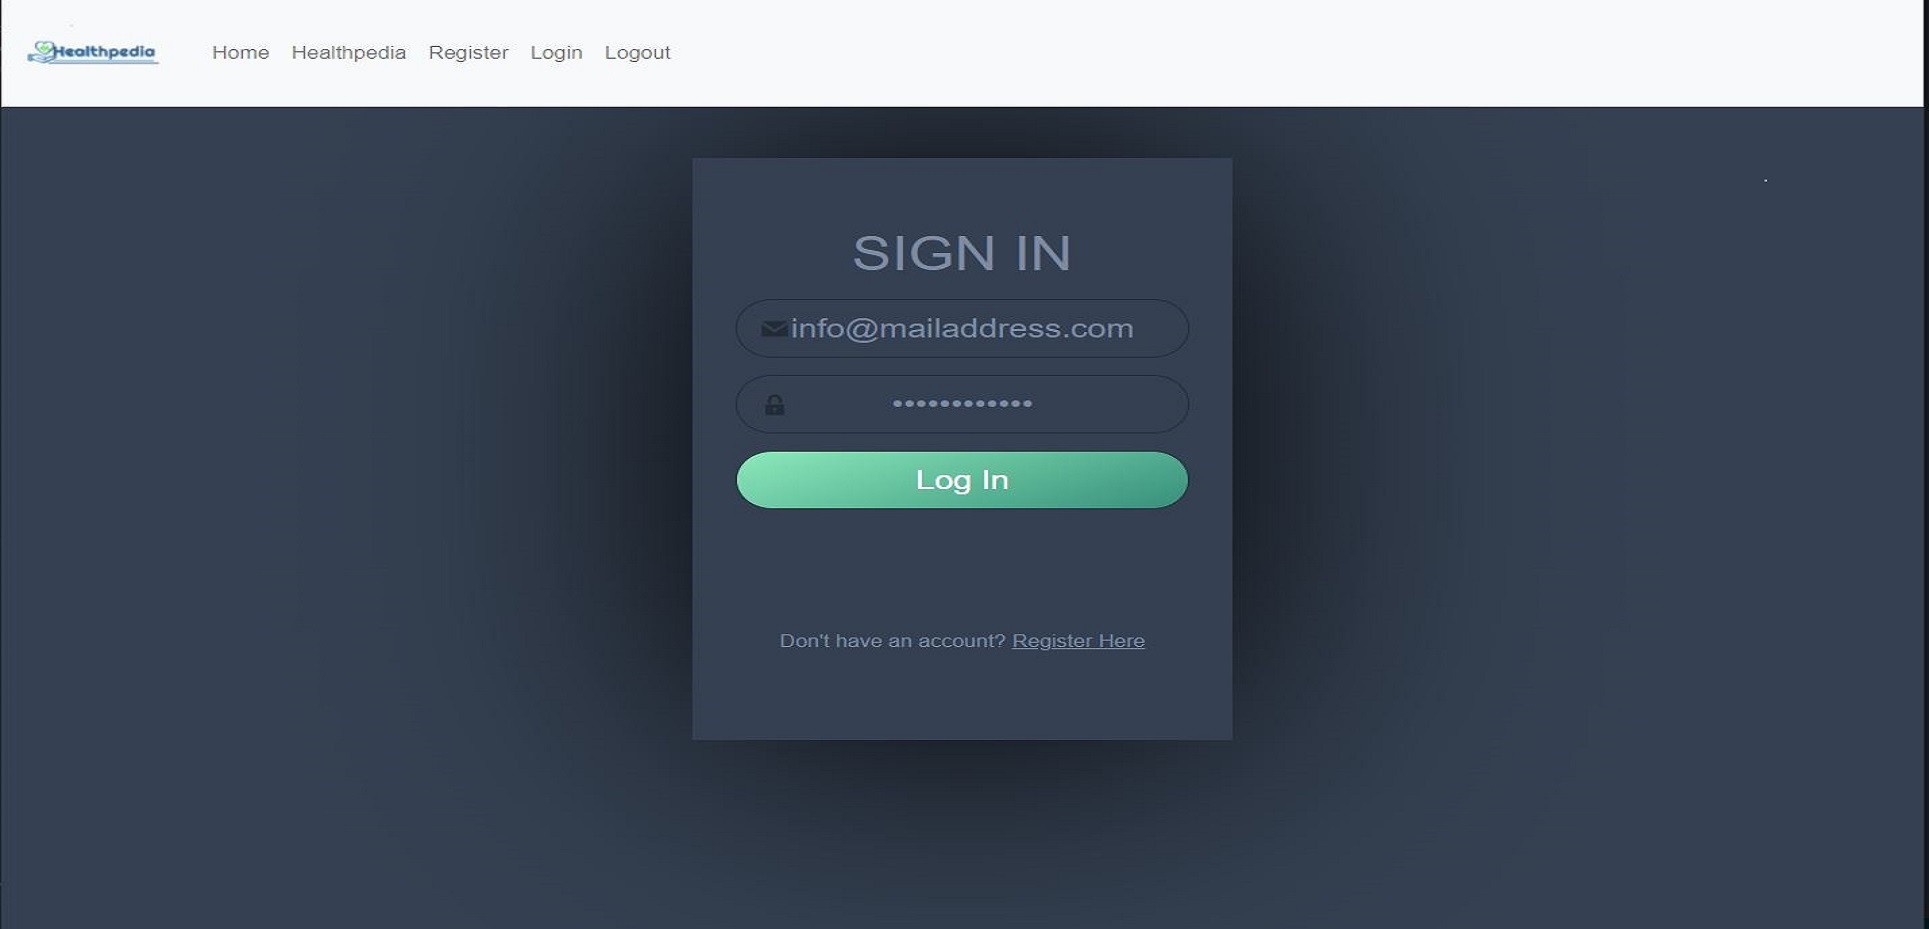 Healthpedia Home Healthpedia Register Login Logout
SIGN IN
info@mailaddress.com
••••••••••••
Log In
Don't have an account? Register Here